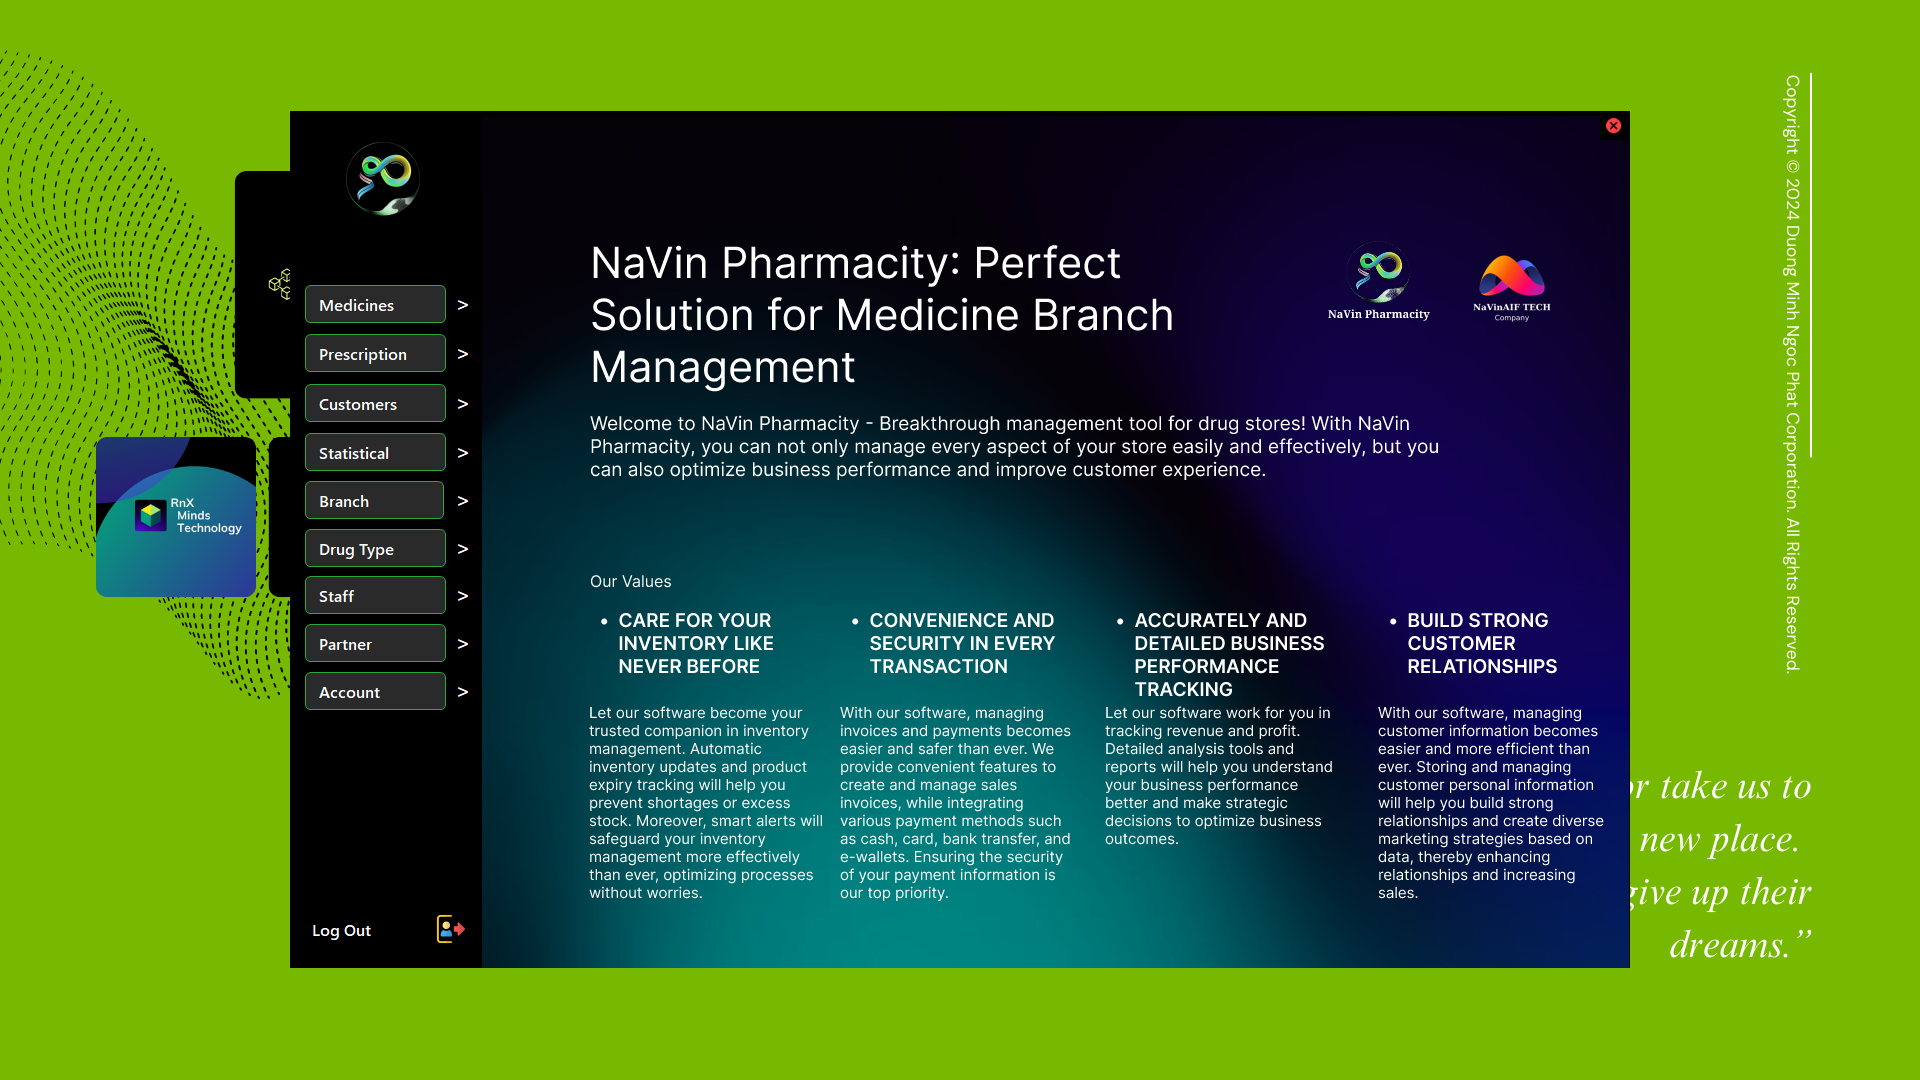 Medicines >
Prescription >
Customers >
Statistical >
Branch >
Drug Type >
Staff >
Partner >
Account >
Log Out
NaVin Pharmacity: Perfect
Solution for Medicine Branch
Management
NaVin Pharmacity
NaVinAIF TECH
Company
Welcome to NaVin Pharmacity - Breakthrough management tool for drug stores! With NaVin
Pharmacity, you can not only manage every aspect of your store easily and effectively, but you
can also optimize business performance and improve customer experience.
Our Values
• CARE FOR YOUR
INVENTORY LIKE
NEVER BEFORE
Let our software become your
trusted companion in inventory
management. Automatic
inventory updates and product
expiry tracking will help you
prevent shortages or excess
stock. Moreover, smart alerts will
safeguard your inventory
management more effectively
than ever, optimizing processes
without worries.
• CONVENIENCE AND
SECURITY IN EVERY
TRANSACTION
With our software, managing
invoices and payments becomes
easier and safer than ever. We
provide convenient features to
create and manage sales
invoices, while integrating
various payment methods such
as cash, card, bank transfer, and
e-wallets. Ensuring the security
of your payment information is
our top priority.
• ACCURATELY AND
DETAILED BUSINESS
PERFORMANCE
TRACKING
Let our software work for you in
tracking revenue and profit.
Detailed analysis tools and
reports will help you understand
your business performance
better and make strategic
decisions to optimize business
outcomes.
• BUILD STRONG
CUSTOMER
RELATIONSHIPS
With our software, managing
customer information becomes
easier and more efficient than
ever. Storing and managing
customer personal information
will help you build strong
relationships and create diverse
marketing strategies based on
data, thereby enhancing
relationships and increasing
sales.
RnX
Minds
Technology
Copyright © 2024 Duong Minh Ngoc Phat Corporation. All Rights Reserved.
take us to
new place.
give up their
dreams.”